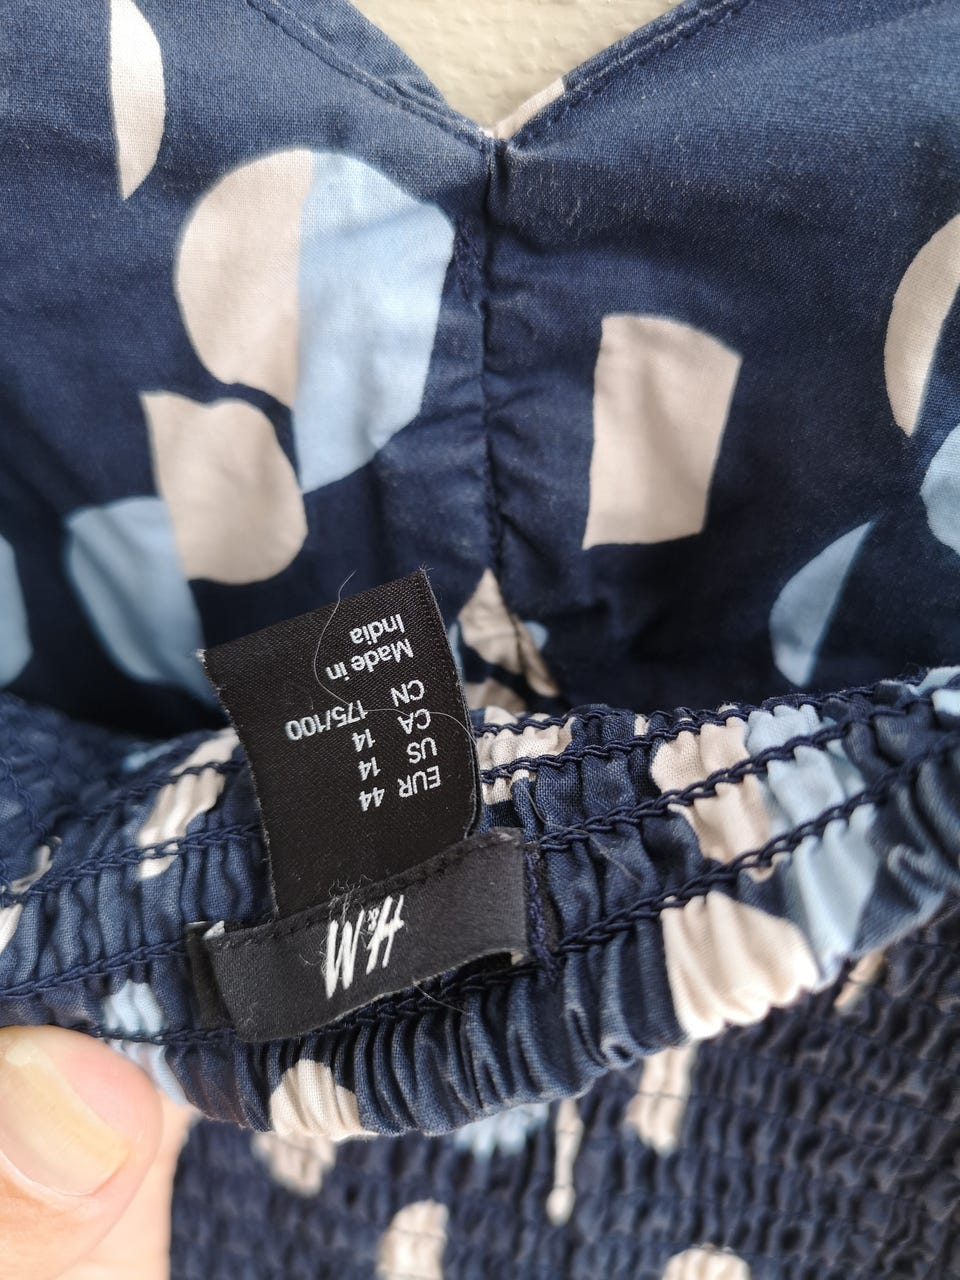 H&M
EUR 44
US 14
CA 14
CN 175/100
Made in
India